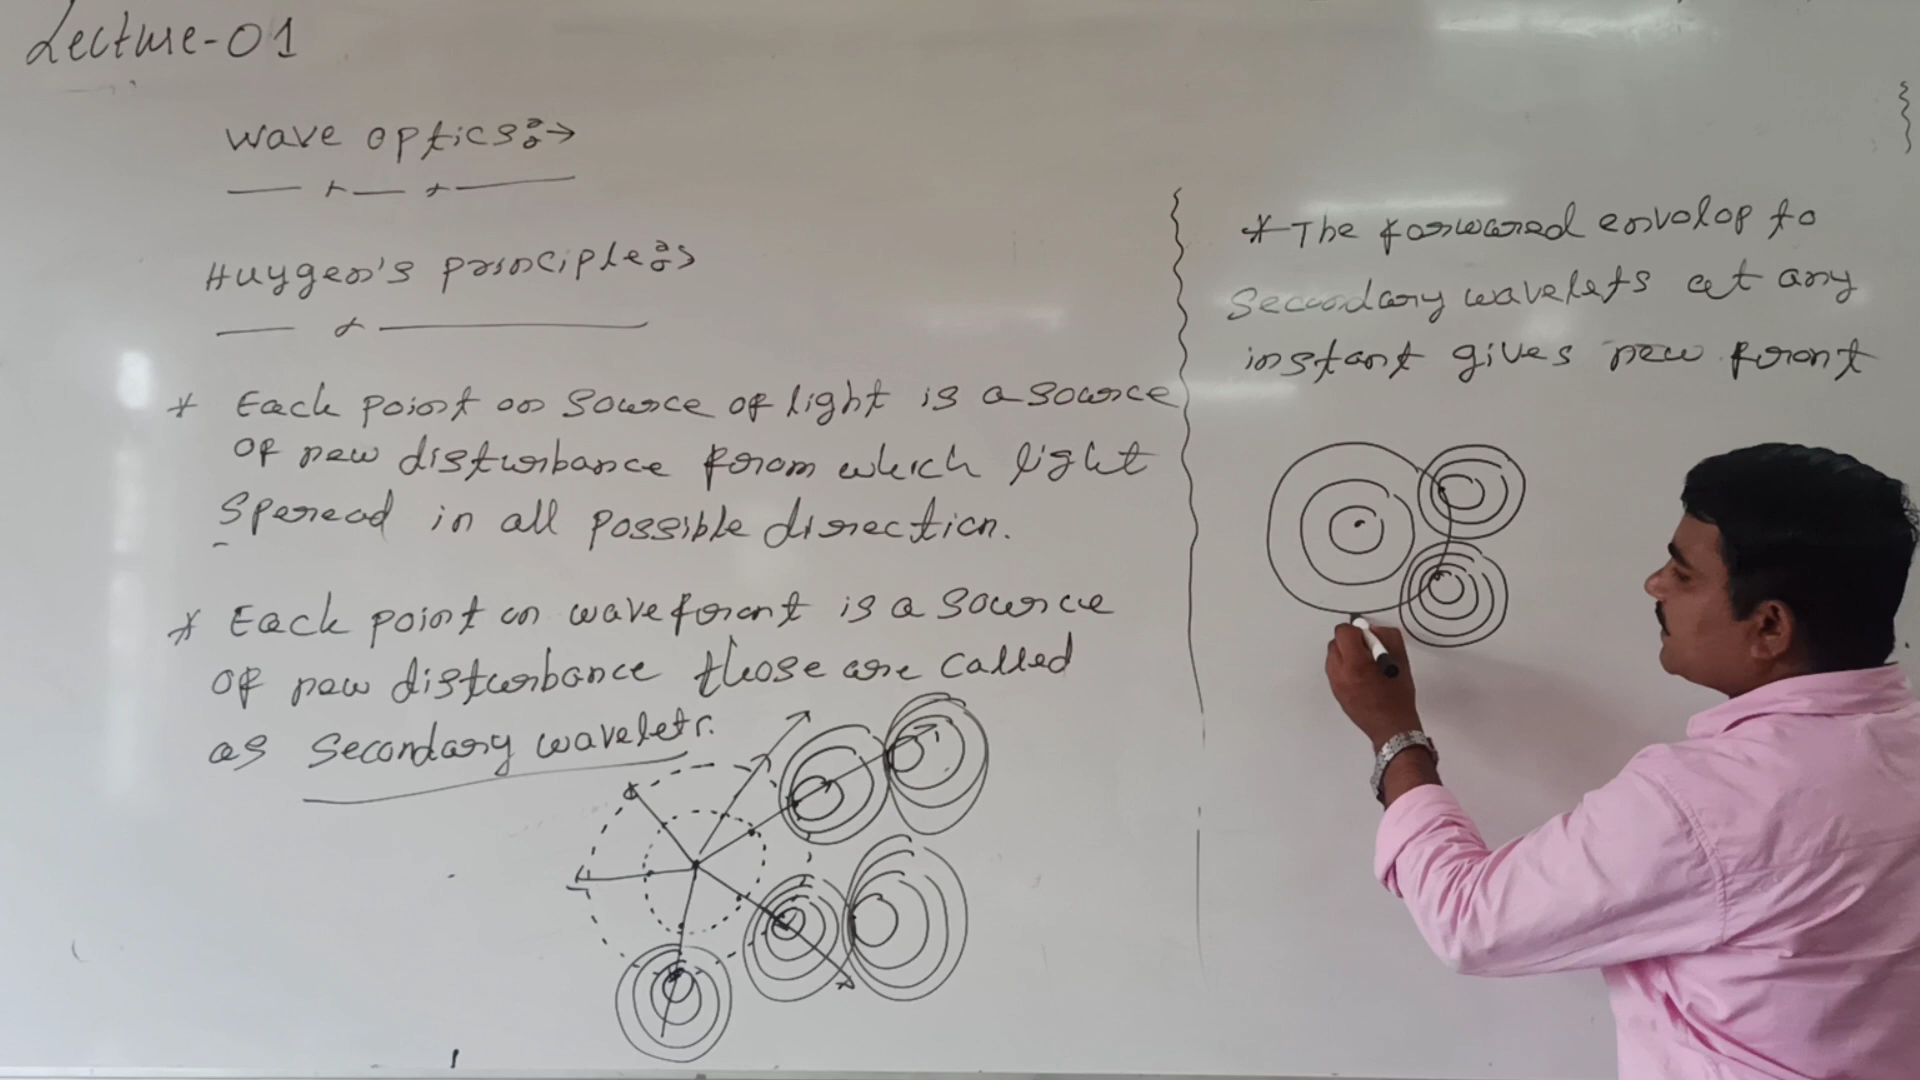 Lecture-01
Wave optics:→
Huygen's principle:→
* Each point on source of light is a source
of new disturbance from which light
spread in all possible direction.
* Each point on wavefront is a source
of new disturbance those are called
as secondary wavelets.
* The forward envolop to
Secondary wavelets at any
instant gives new front